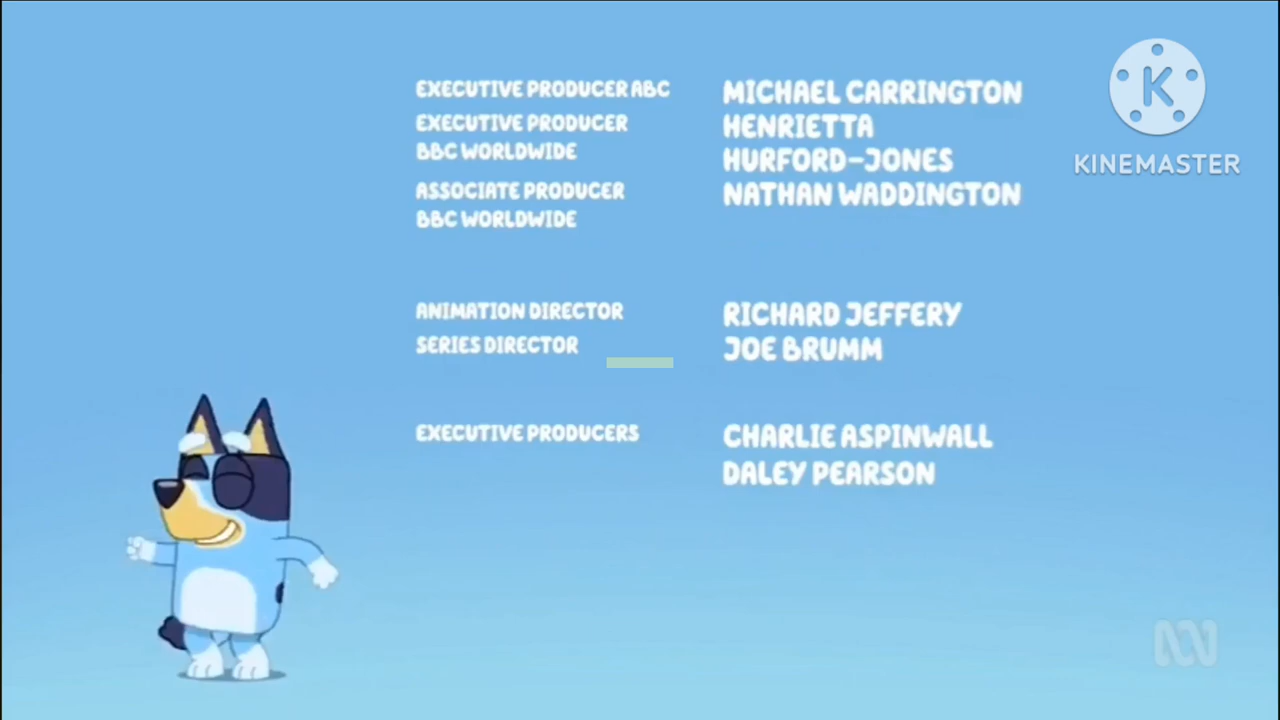 EXECUTIVE PRODUCER ABC MICHAEL CARRINGTON
EXECUTIVE PRODUCER HENRIETTA
BBC WORLDWIDE HURFORD-JONES
ASSOCIATE PRODUCER NATHAN WADDINGTON
BBC WORLDWIDE
ANIMATION DIRECTOR RICHARD JEFFERY
SERIES DIRECTOR JOE BRUMM
EXECUTIVE PRODUCERS CHARLIE ASPINWALL
DALEY PEARSON
K
KINEMASTER